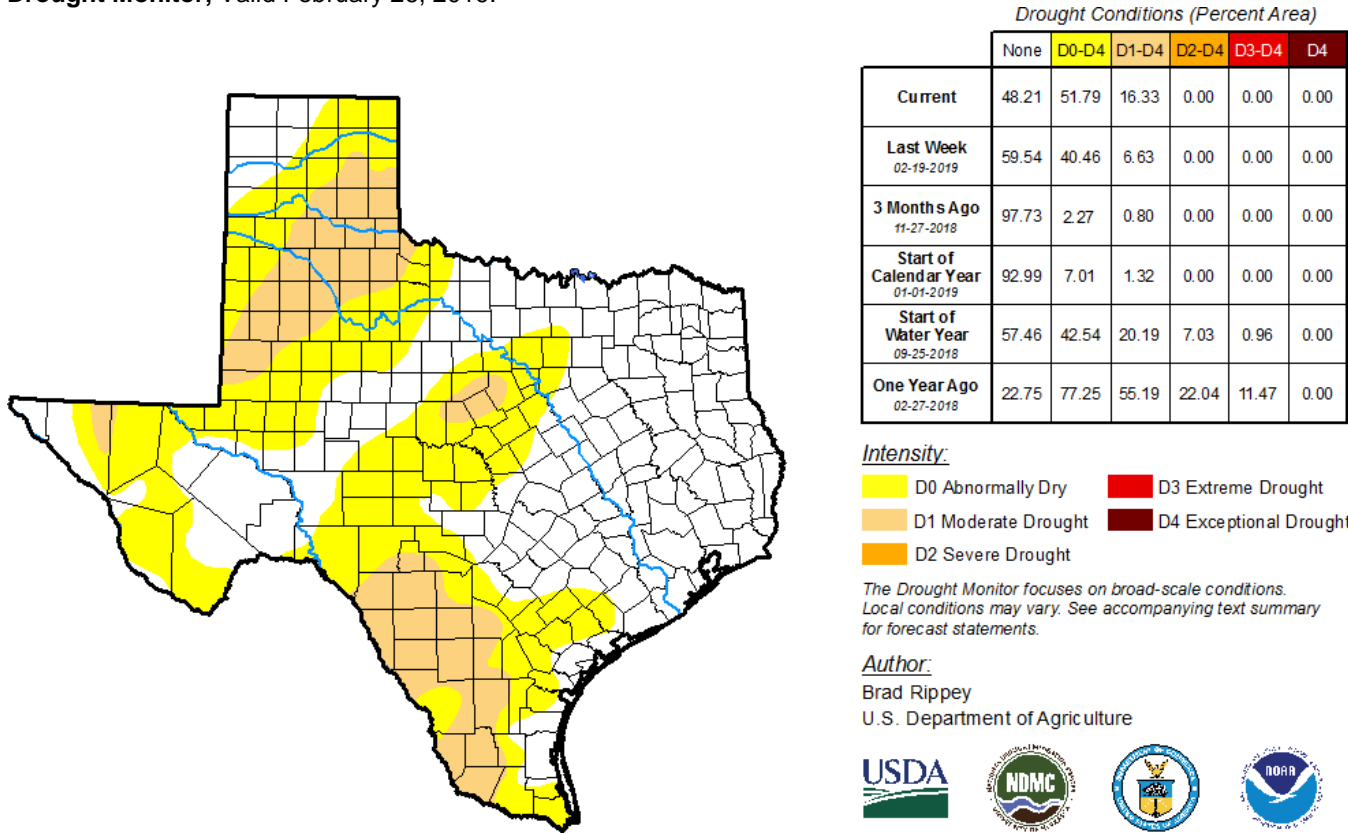 Drought Conditions (Percent Area)
None D0-D4 D1-D4 D2-D4 D3-D4 D4
Current 48.21 51.79 16.33 0.00 0.00 0.00
Last Week
02-19-2019 59.54 40.46 6.63 0.00 0.00 0.00
3 Months Ago
11-27-2018 97.73 2.27 0.80 0.00 0.00 0.00
Start of
Calendar Year
01-01-2019 92.99 7.01 1.32 0.00 0.00 0.00
Start of
Water Year
09-25-2018 57.46 42.54 20.19 7.03 0.96 0.00
One Year Ago
02-27-2018 22.75 77.25 55.19 22.04 11.47 0.00
Intensity:
D0 Abnormally Dry D3 Extreme Drought
D1 Moderate Drought D4 Exceptional Drought
D2 Severe Drought
The Drought Monitor focuses on broad-scale conditions.
Local conditions may vary. See accompanying text summary
for forecast statements.
Author:
Brad Rippey
U.S. Department of Agriculture
USDA NDMC NOAA